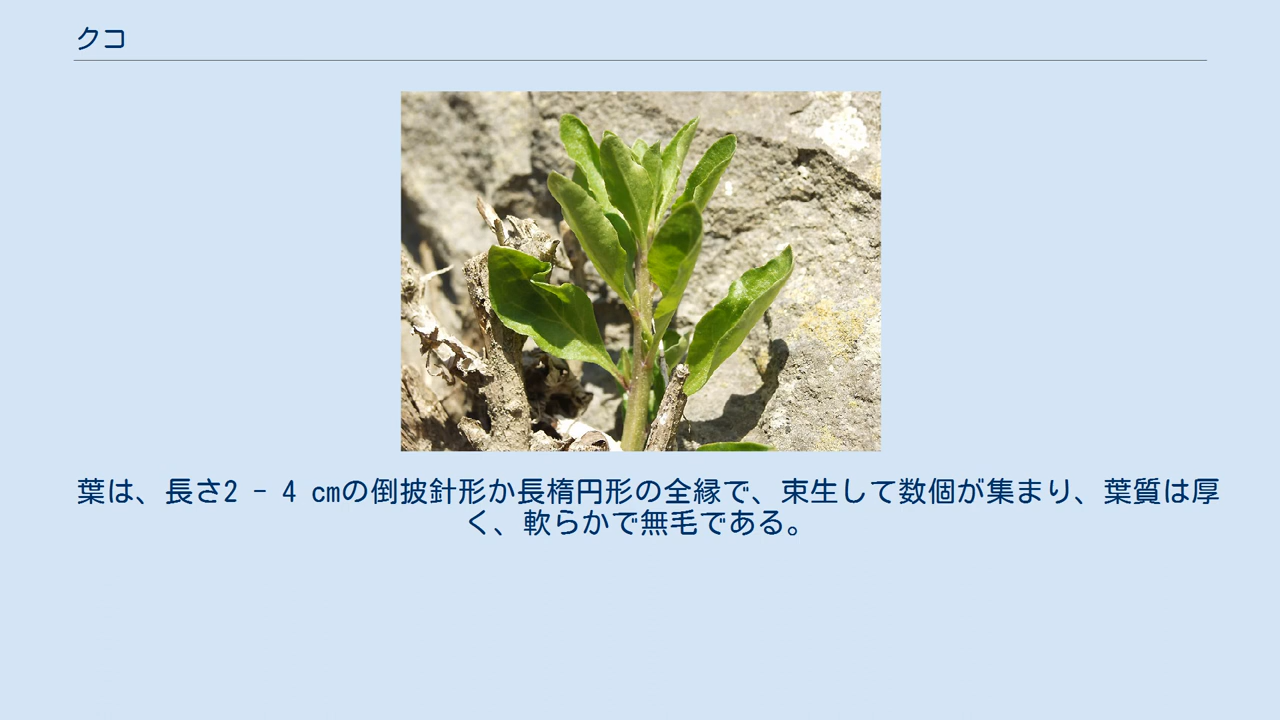 クコ
葉は、長さ2 - 4 cmの倒披針形か長楕円形の全縁で、束生して数個が集まり、葉質は厚
く、軟らかで無毛である。